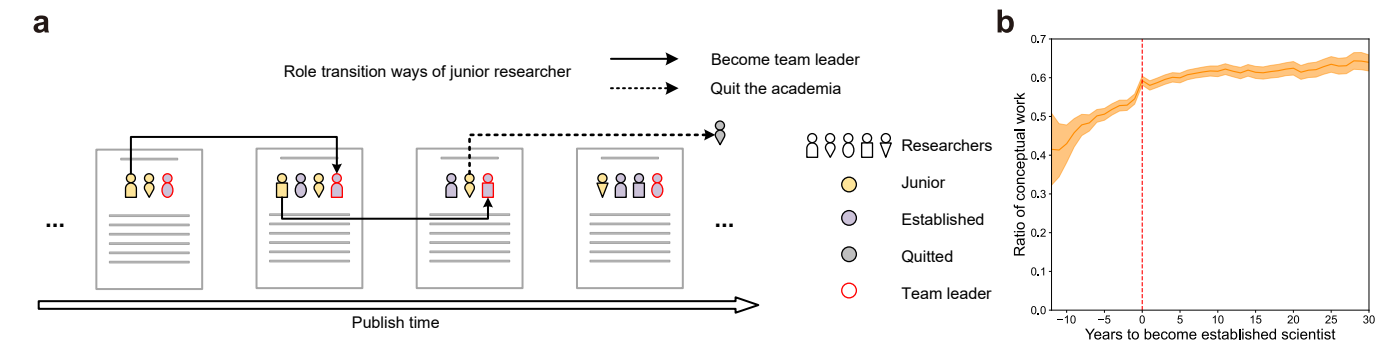 a
Role transition ways of junior researcher
Become team leader
Quit the academia
...
...
Publish time
Researchers
Junior
Established
Quitted
Team leader
b
0.7
0.6
0.5
0.4
0.3
0.2
0.1
0.0
Ratio of conceptual work
−10 −5 0 5 10 15 20 25 30
Years to become established scientist